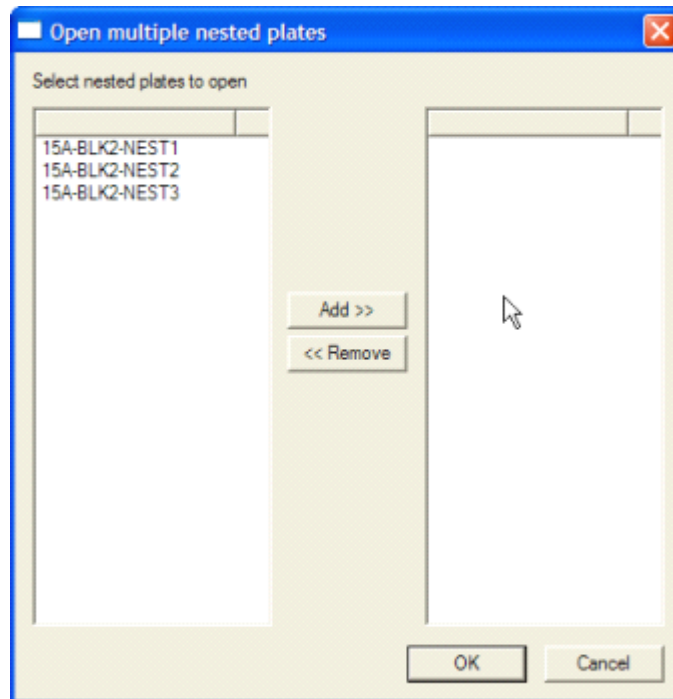 Open multiple nested plates
Select nested plates to open
15A-BLK2-NEST1
15A-BLK2-NEST2
15A-BLK2-NEST3
Add >>
<< Remove
OK
Cancel